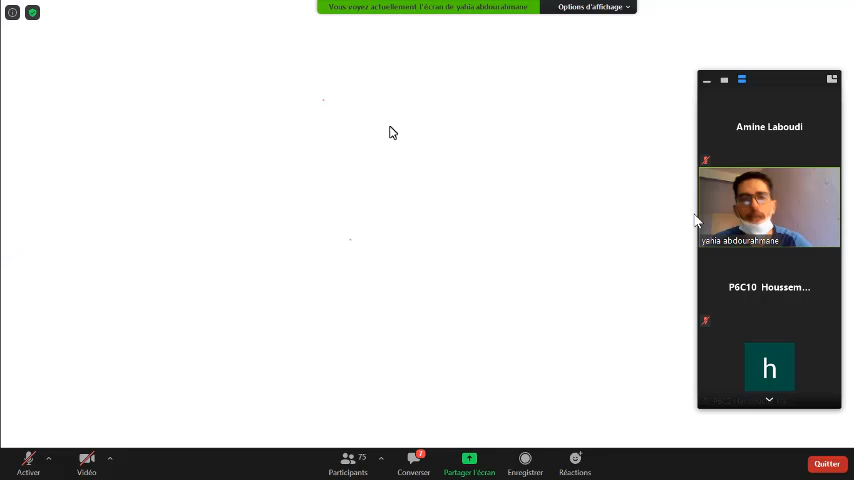 Vous voyez actuellement l'écran de yahia abdourahmane
Options d'affichage
Amine Laboudi
yahia abdourahmane
P6C10 Houssem...
h
Activer
Vidéo
75
Participants
7
Converser
Partager l'écran
Enregistrer
Réactions
Quitter